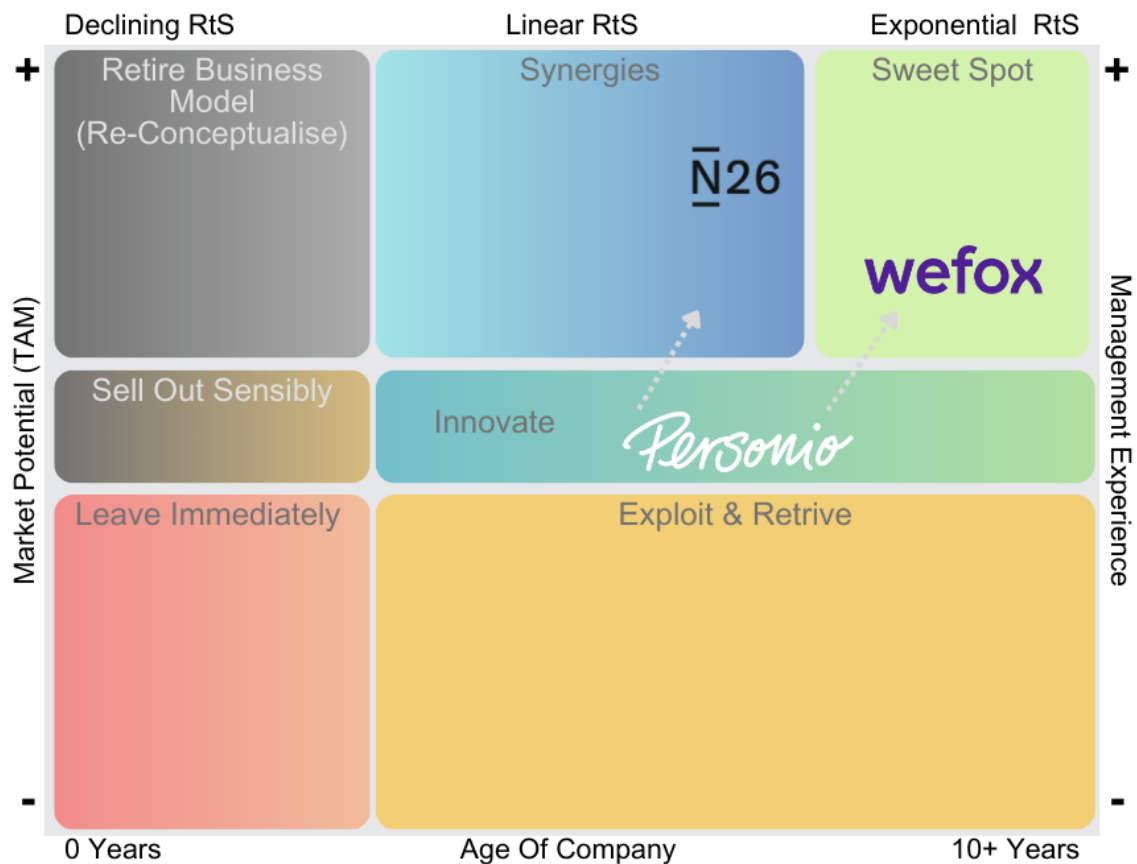 Declining RtS
Linear RtS
Exponential RtS
+
Retire Business
Model
(Re-Conceptualise)
Synergies
Sweet Spot
+
N26
wefox
Market Potential (TAM)
Management Experience
Sell Out Sensibly
Innovate
Personio
Leave Immediately
Exploit & Retrive
-
-
0 Years
Age Of Company
10+ Years